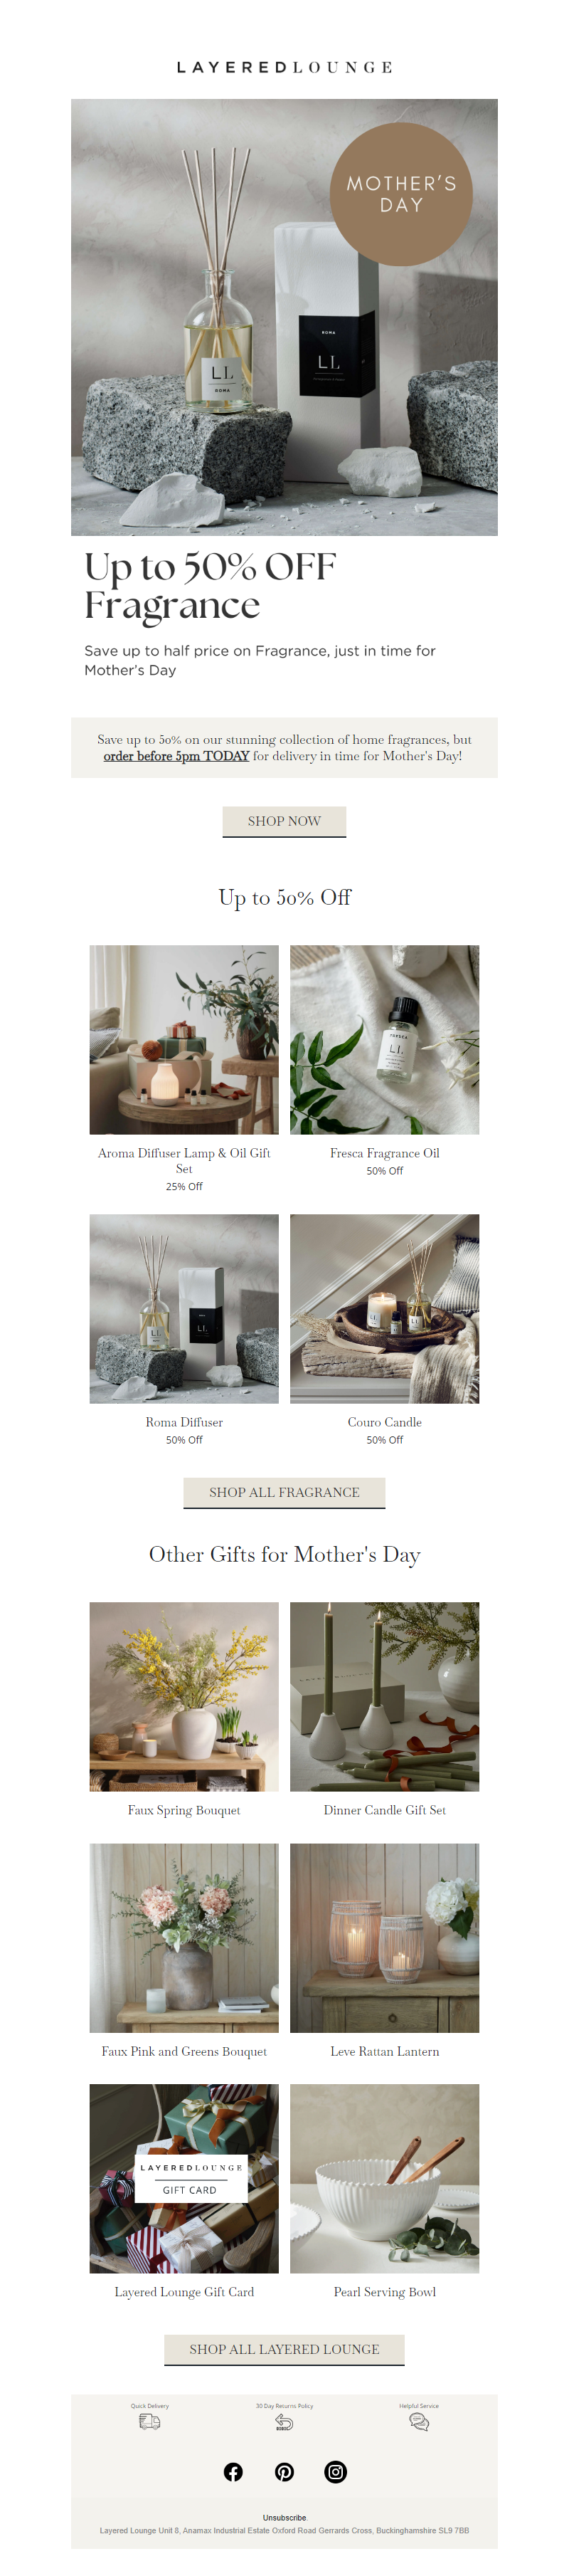 LAYEREDLOUNGE
MOTHER'S
DAY
ROMA
LL
LL
ROMA
Up to 50% OFF
Fragrance
Save up to half price on Fragrance, just in time for
Mother's Day
Save up to 50% on our stunning collection of home fragrances, but
order before 5pm TODAY for delivery in time for Mother's Day!
SHOP NOW
Up to 50% Off
FRESCA
LL
Aroma Diffuser Lamp & Oil Gift
Set
25% Off
Fresca Fragrance Oil
50% Off
LL
LL
Roma Diffuser
50% Off
Couro Candle
50% Off
SHOP ALL FRAGRANCE
Other Gifts for Mother's Day
Faux Spring Bouquet
Dinner Candle Gift Set
Faux Pink and Greens Bouquet
Leve Rattan Lantern
LAYEREDLOUNGE
GIFT CARD
Layered Lounge Gift Card
Pearl Serving Bowl
SHOP ALL LAYERED LOUNGE
Quick Delivery
30 Day Returns Policy
Helpful Service
Unsubscribe
Layered Lounge Unit 8, Anamax Industrial Estate Oxford Road Gerrards Cross, Buckinghamshire SL9 7BB